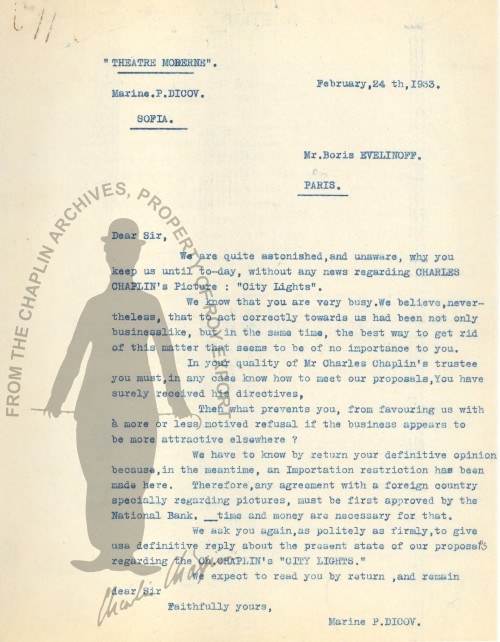 "THEATRE MODERNE".
February,24 th,1933.
Marine.P.DICOV.
SOFIA.
Mr.Boris EVELINOFF.
PARIS.
Dear Sir,
We are quite astonished,and unaware, why you
keep us until to-day, without any news regarding CHARLES
CHAPLIN's Picture : "City Lights".
We know that you are very busy.We believe,never-
theless, that to act correctly towards us had been not only
businesslike, but in the same time, the best way to get rid
of this matter that seems to be of no importance to you.
In your quality of Mr Charles Chaplin's trustee
you must,in any case know how to meet our proposals,You have
surely received his directives,
Then what prevents you, from favouring us with
a more or less motived refusal if the business appears to
be more attractive elsewhere ?
We have to know by return your definitive opinion
because,in the meantime, an Importation restriction has been
made here. Therefore,any agreement with a foreign country
specially regarding pictures, must be first approved by the
National Bank. __time and money are necessary for that.
We ask you again,as politely as firmly,to give
usa definitive reply about the present state of our proposals
regarding the Ch.CHAPLIN's "CITY LIGHTS."
We expect to read you by return ,and remain
dear Sir
Faithfully yours,
Marine P.DICOV.
FROM THE CHAPLIN ARCHIVES, PROPERTY OF ROY EXPORT
Charlie Chaplin